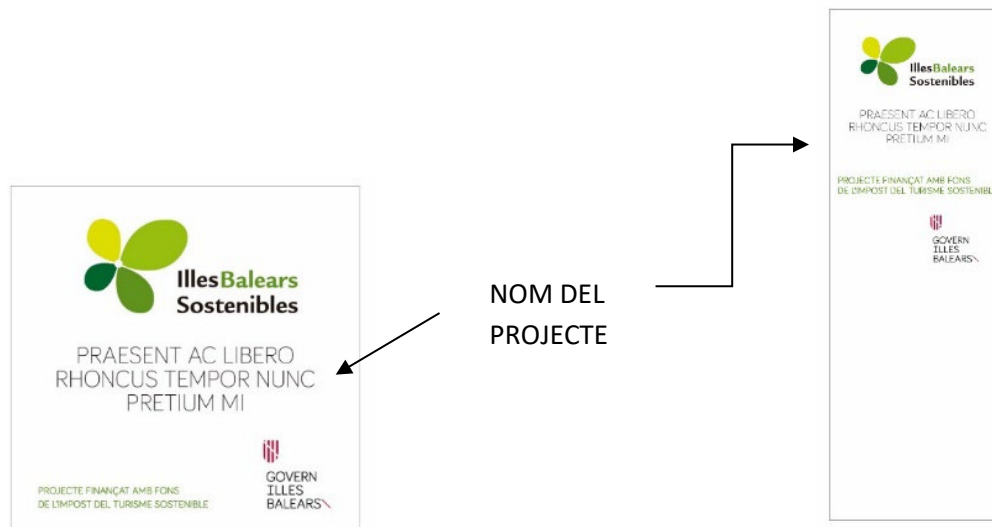 IllesBalears
Sostenibles
PRAESENT AC LIBERO
RHONCUS TEMPOR NUNC
PRETIUM MI
PROJECTE FINANÇAT AMB FONS
DE L'IMPOST DEL TURISME SOSTENIBLE
GOVERN
ILLES
BALEARS
NOM DEL
PROJECTE
IllesBalears
Sostenibles
PRAESENT AC LIBERO
RHONCUS TEMPOR NUNC
PRETIUM MI
PROJECTE FINANÇAT AMB FONS
DE L'IMPOST DEL TURISME SOSTENIBL
GOVERN
ILLES
BALEARS